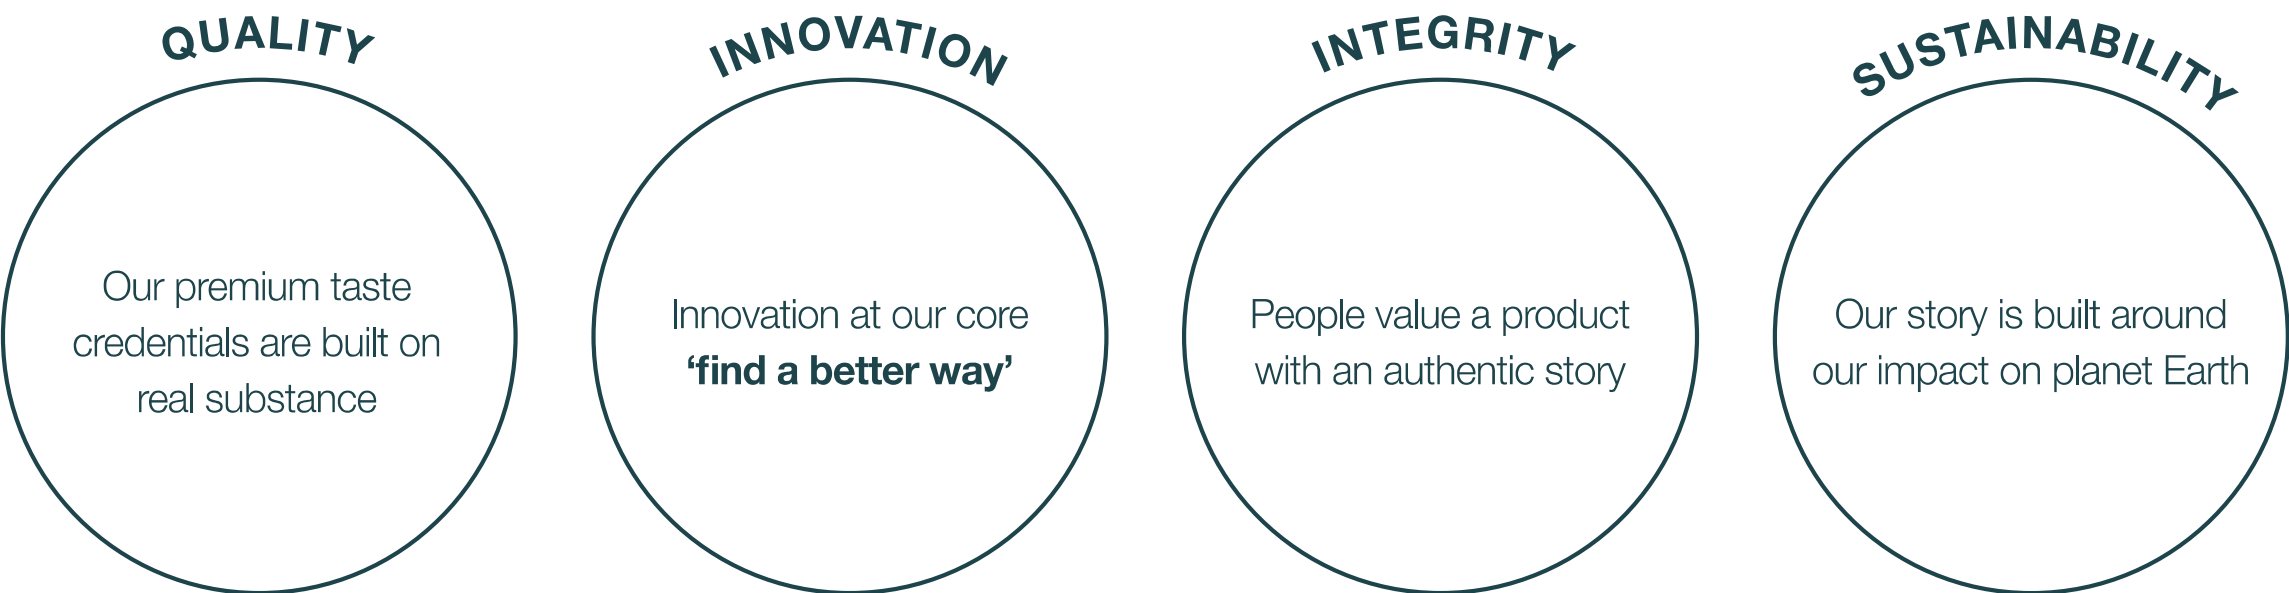 QUALITY
Our premium taste
credentials are built on
real substance
INNOVATION
Innovation at our core
‘find a better way’
INTEGRITY
People value a product
with an authentic story
SUSTAINABILITY
Our story is built around
our impact on planet Earth